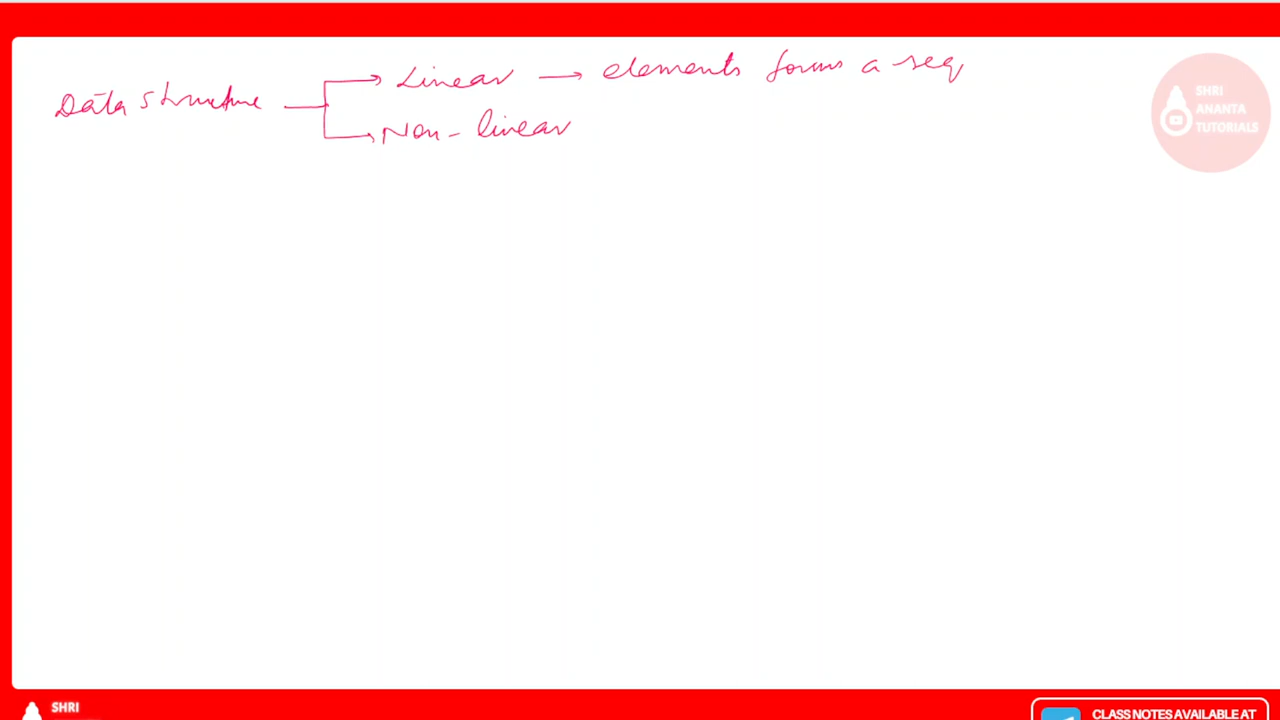 Data structure
Linear → elements forms a seq
Non-linear
SHRI
ANANTA
TUTORIALS
SHRI
CLASS NOTES AVAILABLE AT